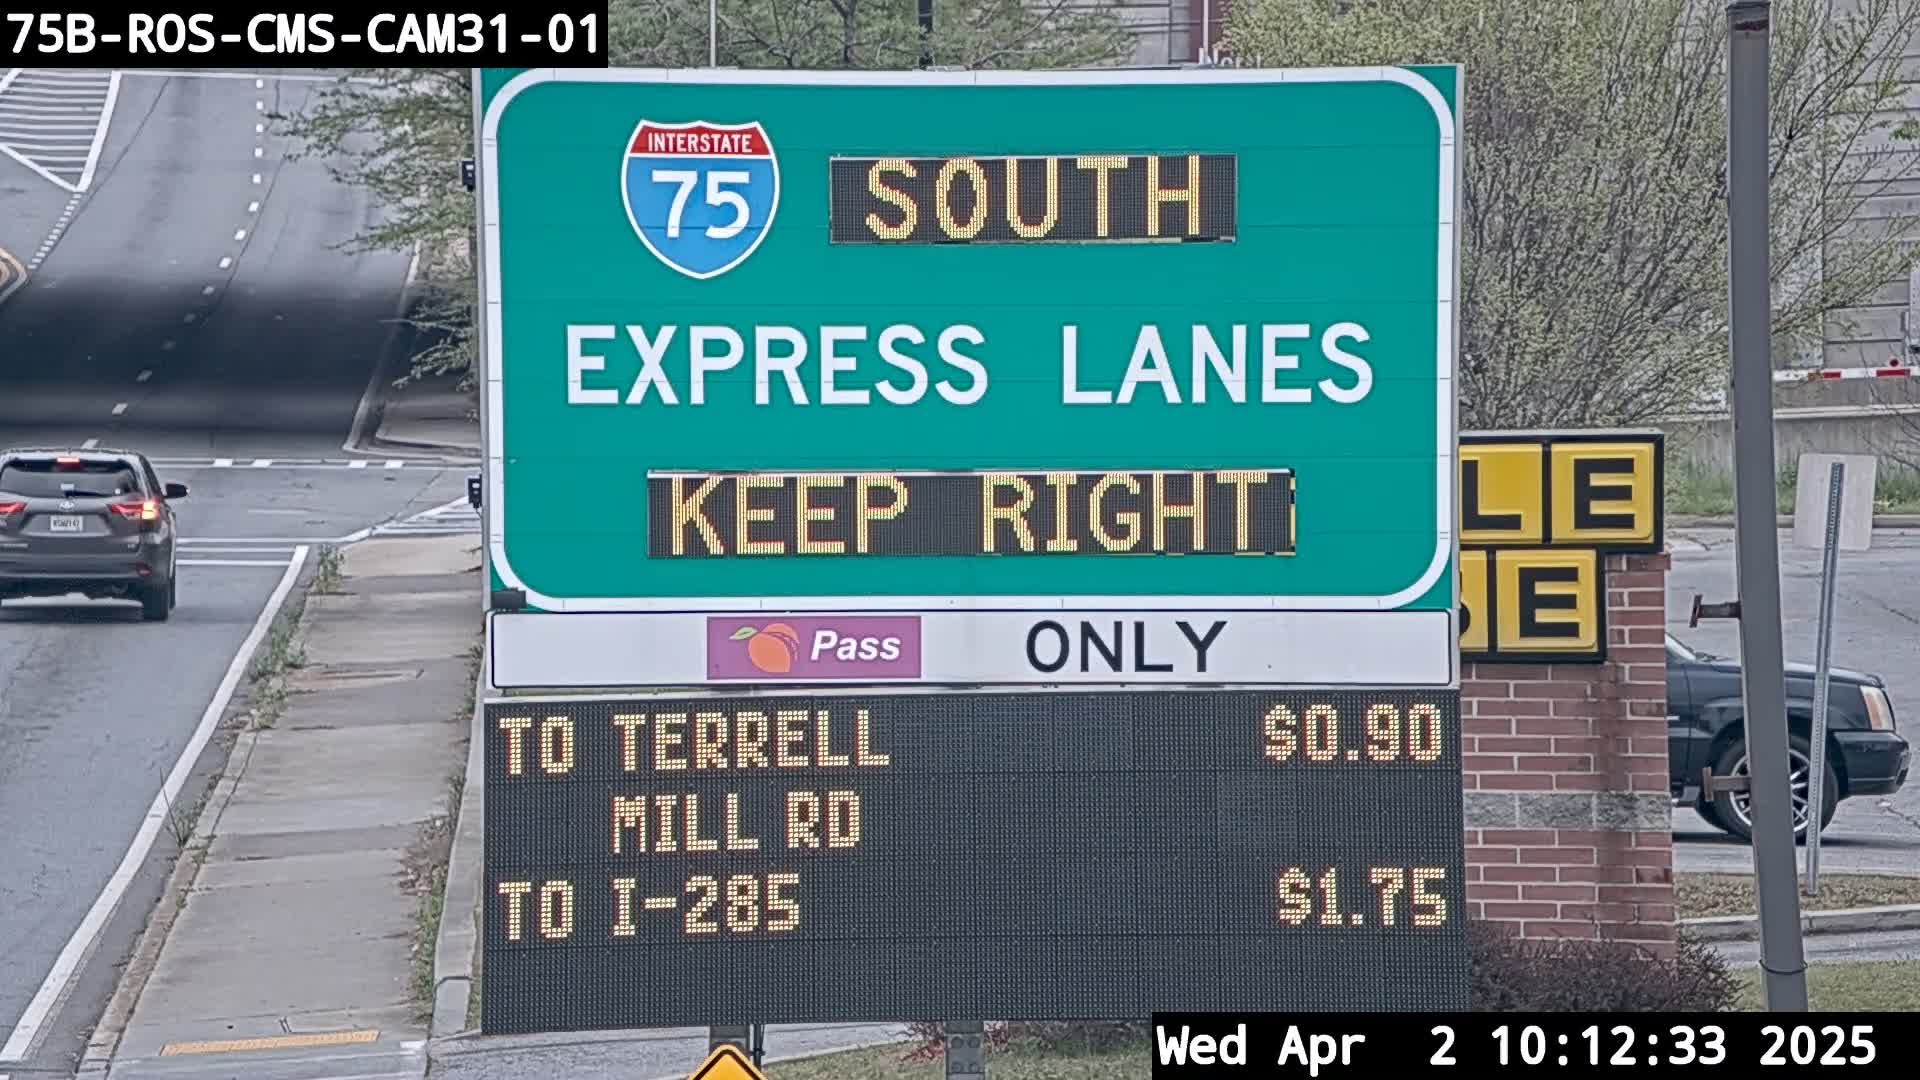 75B-ROS-CMS-CAM31-01
INTERSTATE
75
SOUTH
EXPRESS LANES
KEEP RIGHT
Pass ONLY
TO TERRELL $0.90
MILL RD
TO I-285 $1.75
LE
E
Wed Apr 2 10:12:33 2025